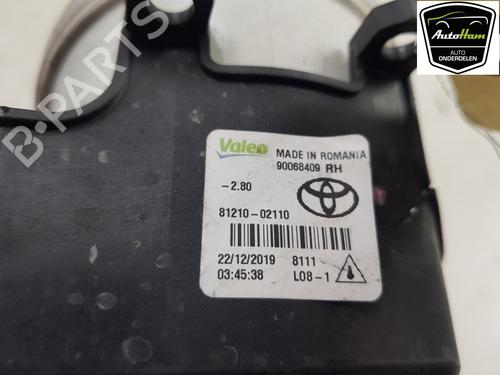 AutoHam
AUTO
ONDERDELEN
B-PARTS
Valeo
MADE IN ROMANIA
90068409 RH
-2.80
81210-02110
22/12/2019 8111
03:45:38 L08-1